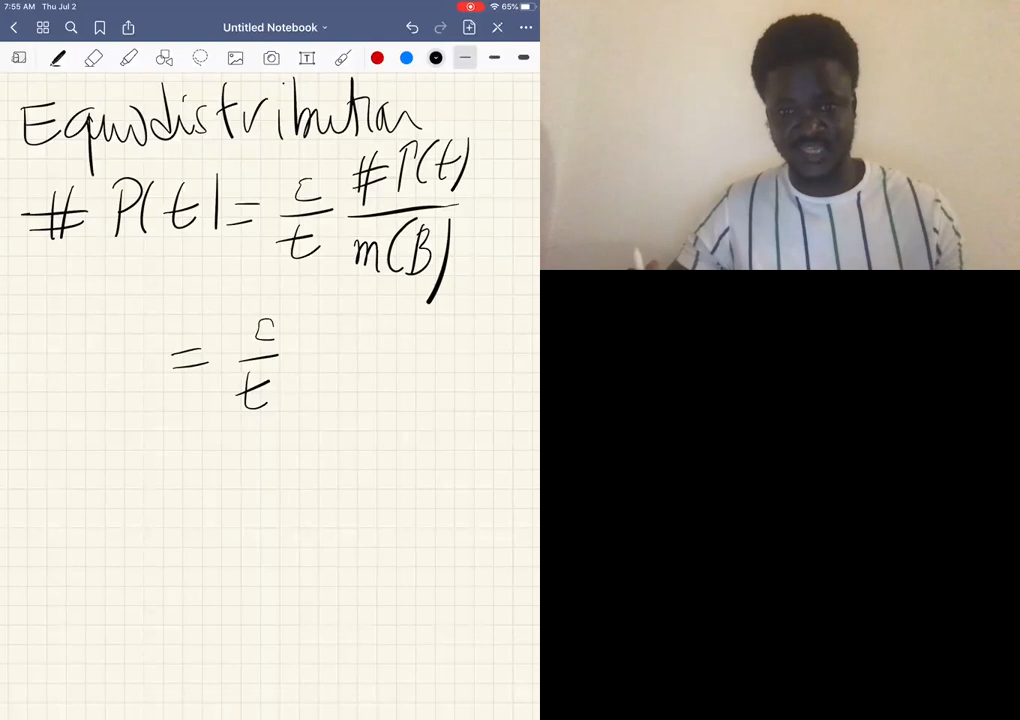 7:55 AM Thu Jul 2
65%
Untitled Notebook
T
Equidistribution
# P(t) = ε/t #P(t)/m(B)
= ε/t